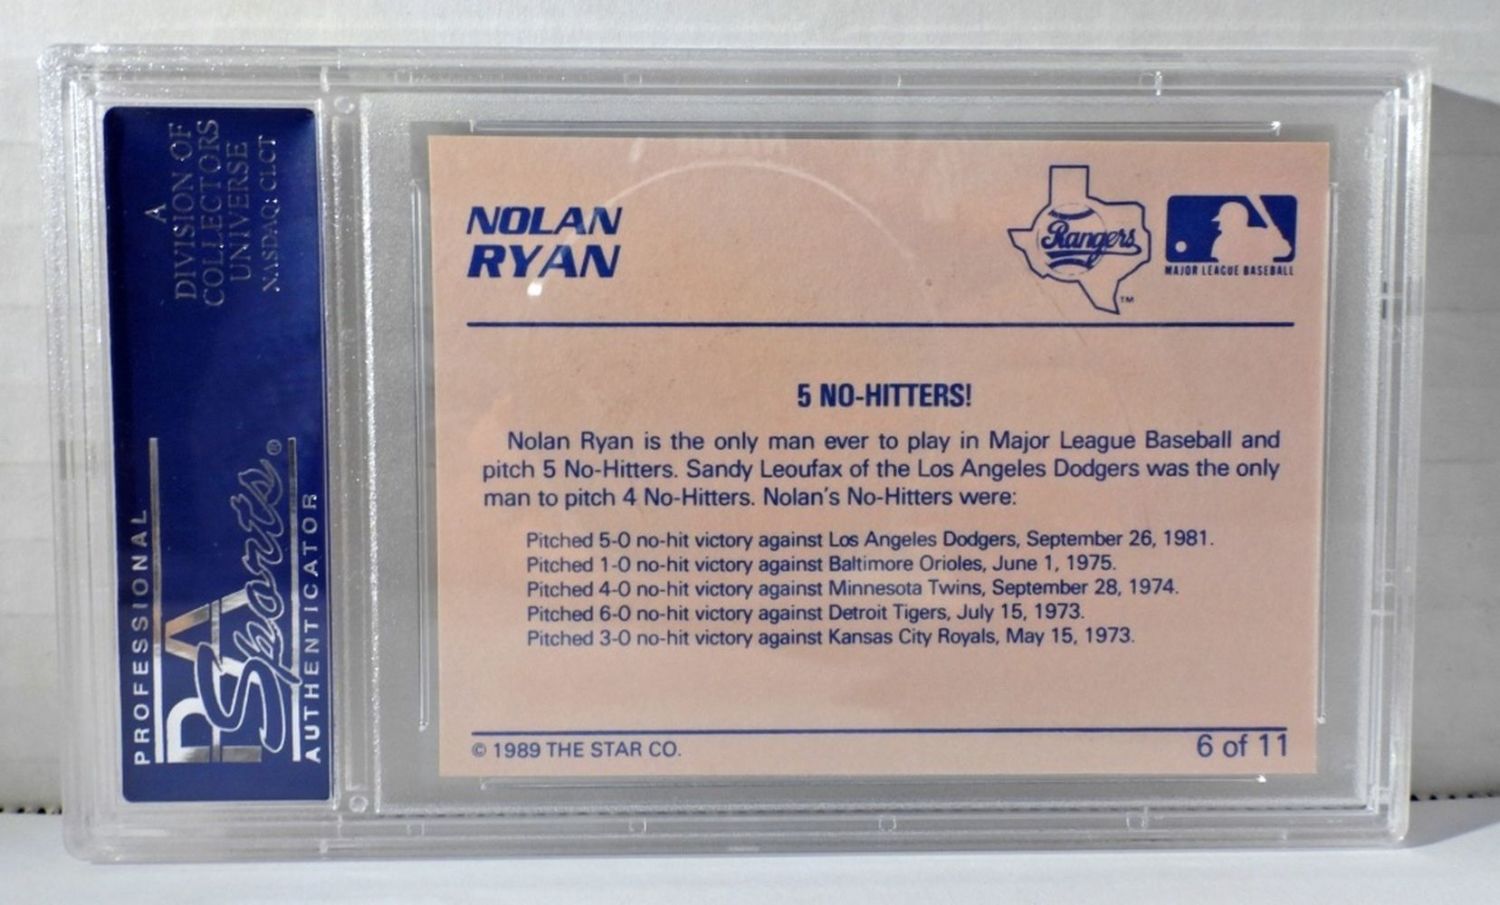 A
DIVISION OF
COLLECTORS
UNIVERSE
NASDAQ: CLCT
PROFESSIONAL
PSA
Sports®
AUTHENTICATOR
NOLAN
RYAN
Rangers
TM
MAJOR LEAGUE BASEBALL
5 NO-HITTERS!
Nolan Ryan is the only man ever to play in Major League Baseball and
pitch 5 No-Hitters. Sandy Leoufax of the Los Angeles Dodgers was the only
man to pitch 4 No-Hitters. Nolan's No-Hitters were:
Pitched 5-0 no-hit victory against Los Angeles Dodgers, September 26, 1981.
Pitched 1-0 no-hit victory against Baltimore Orioles, June 1, 1975.
Pitched 4-0 no-hit victory against Minnesota Twins, September 28, 1974.
Pitched 6-0 no-hit victory against Detroit Tigers, July 15, 1973.
Pitched 3-0 no-hit victory against Kansas City Royals, May 15, 1973.
© 1989 THE STAR CO.
6 of 11